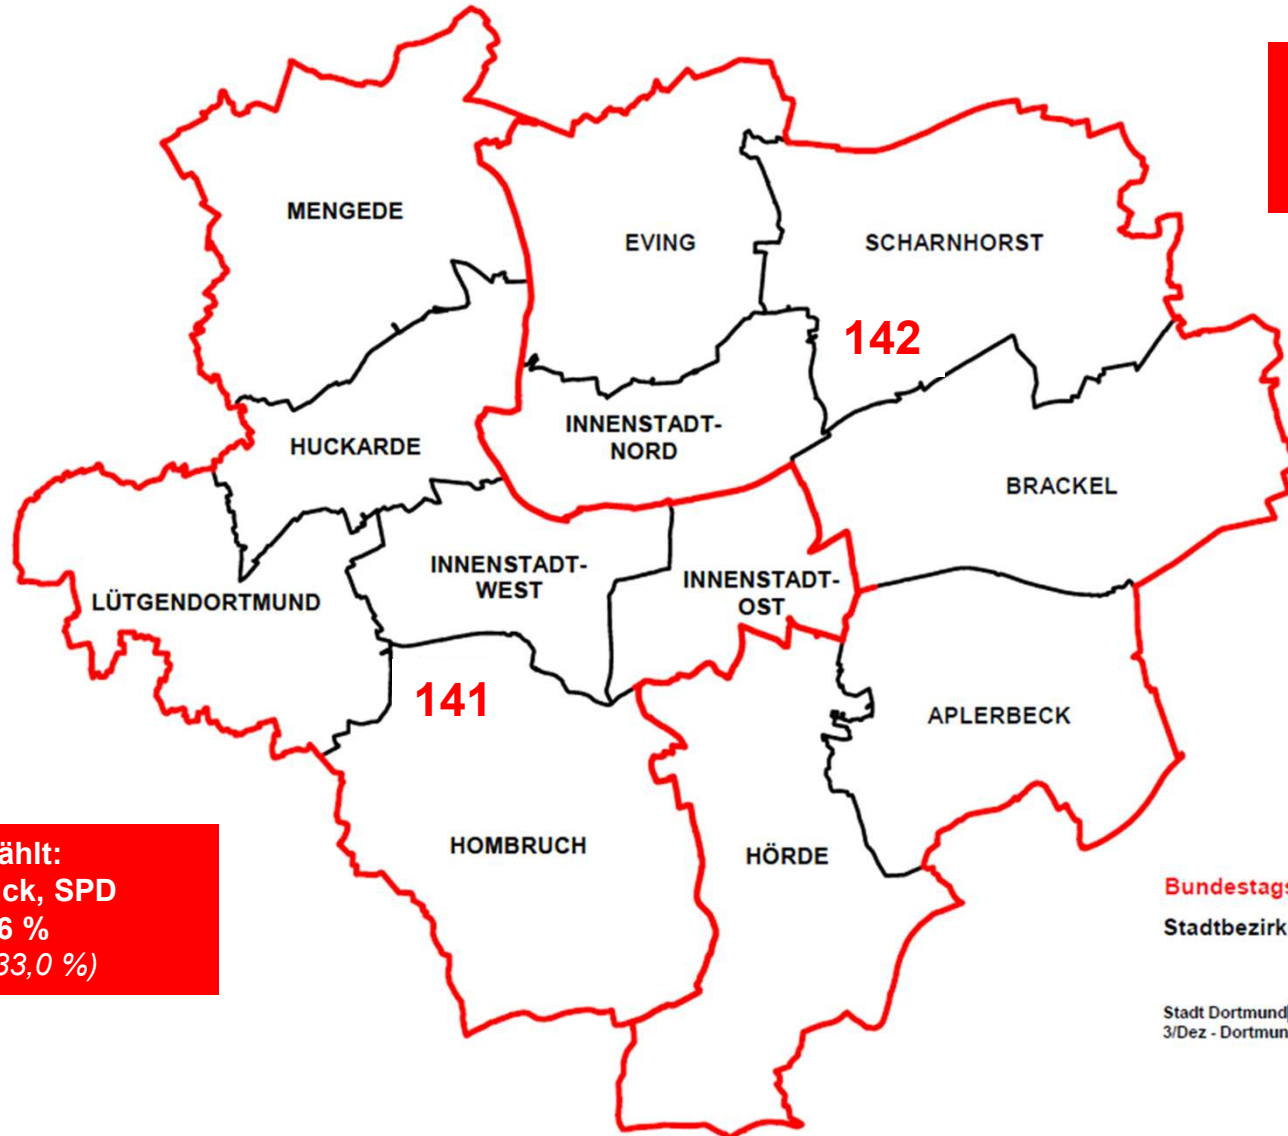 MENGEDE
EVING
SCHARNHORST
142
INNENSTADT-
NORD
HUCKARDE
BRACKEL
INNENSTADT-
WEST
INNENSTADT-
OST
LÜTGENDORTMUND
141
APLERBECK
HOMBRUCH
HÖRDE
ählt:
ck, SPD
6 %
33,0 %)
Bundestags
Stadtbezirk
Stadt Dortmund
3/Dez - Dortmun